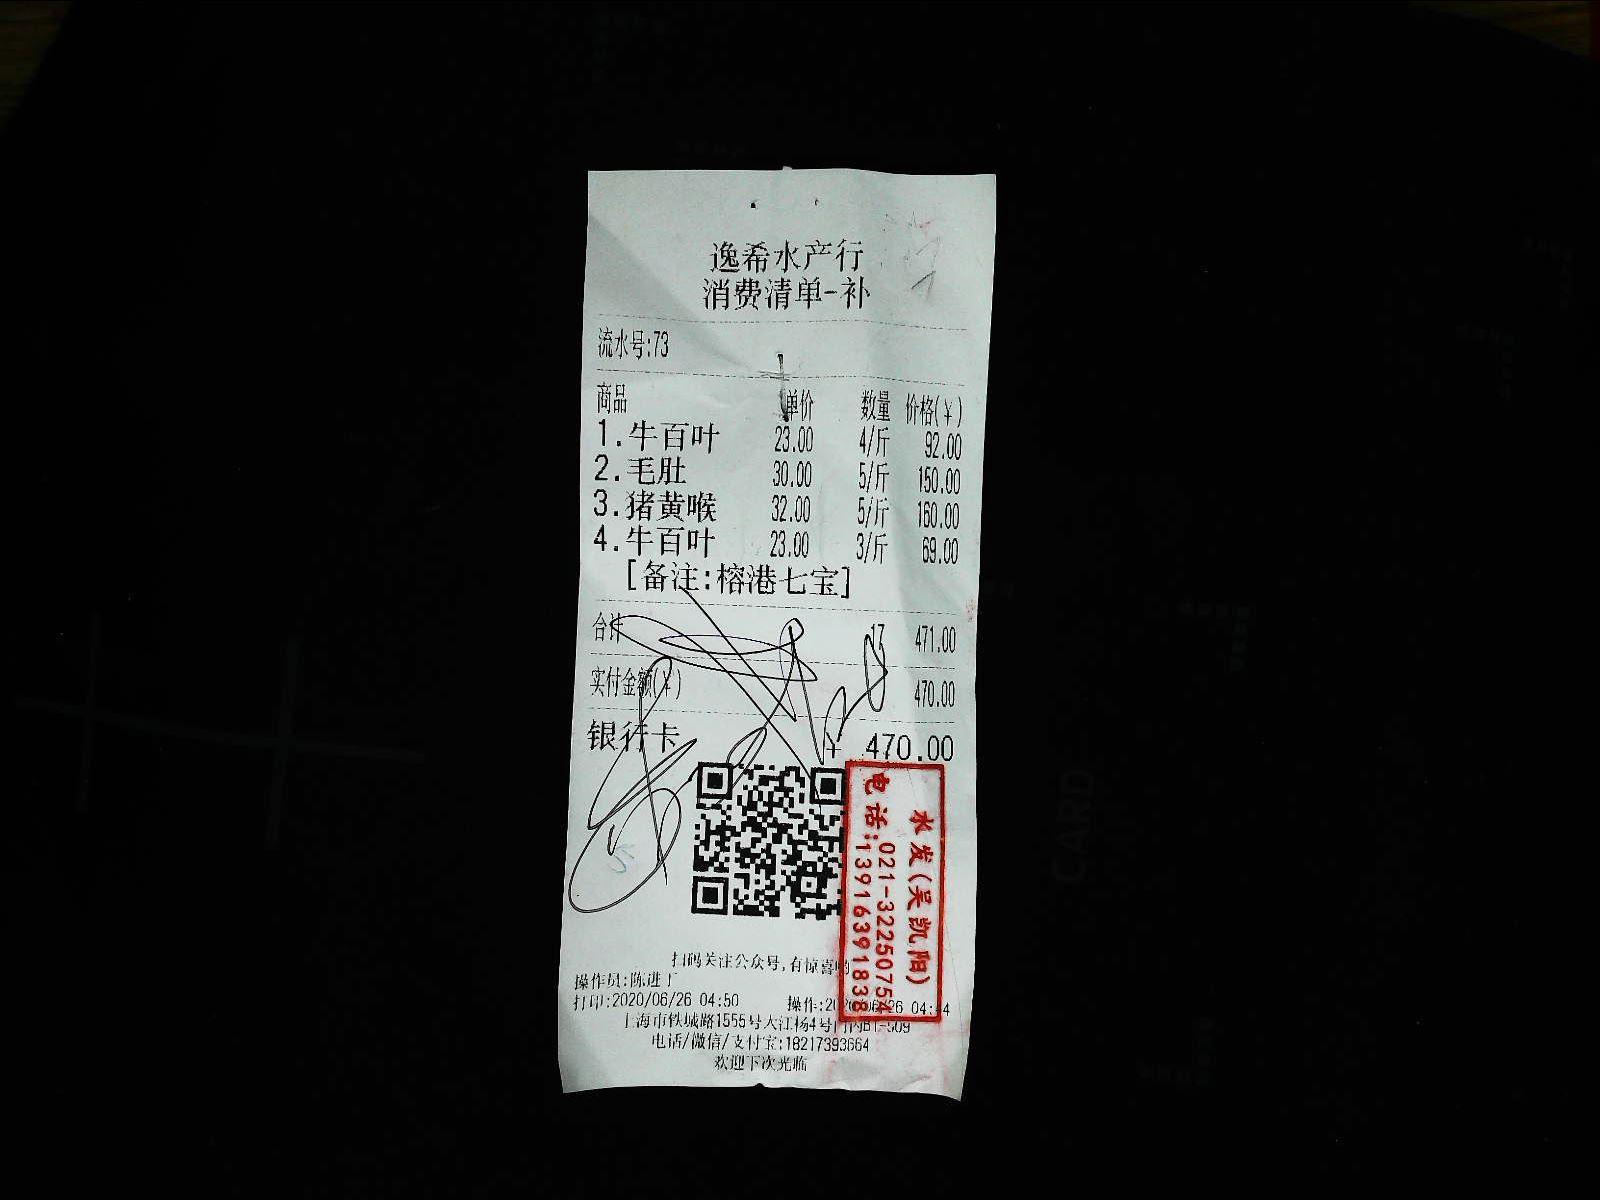 逸希水产行
消费清单-补
流水号:73
商品 单价 数量 价格(¥)
1.牛百叶 23.00 4/斤 92.00
2.毛肚 30.00 5/斤 150.00
3.猪黄喉 32.00 5/斤 160.00
4.牛百叶 23.00 3/斤 69.00
[备注:榕港七宝]
合计 17 471.00
实付金额(¥) 470.00
银行卡 ¥ 470.00
水发(吴凯阳)
电话:021-32250754
13916391838
扫码关注公众号,有惊喜
操作员:陈进
打印:2020/06/26 04:50 操作:
上海市铁城路1555号大江杨4号门内B1-509
电话/微信/支付宝:18217393664
欢迎下次光临